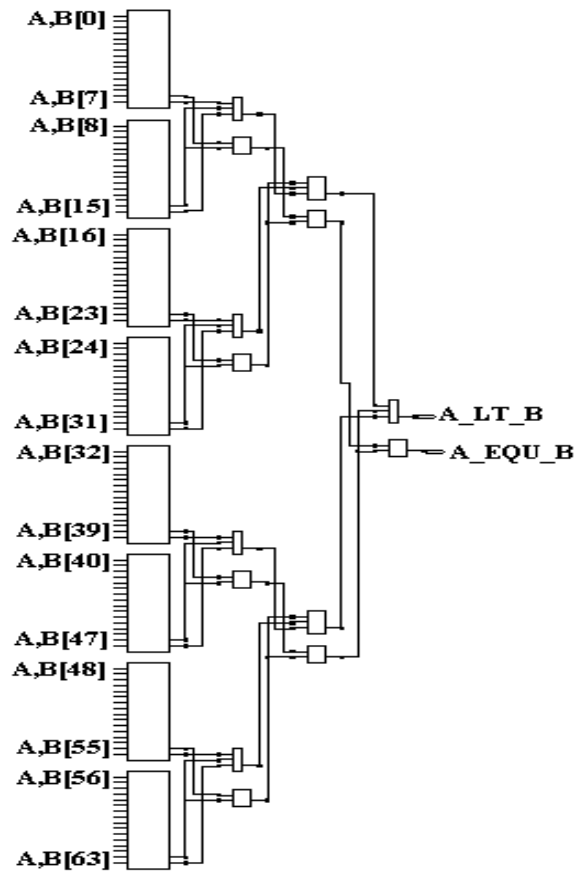 A,B[0]
A,B[7]
A,B[8]
A,B[15]
A,B[16]
A,B[23]
A,B[24]
A,B[31]
A,B[32]
A,B[39]
A,B[40]
A,B[47]
A,B[48]
A,B[55]
A,B[56]
A,B[63]
A_LT_B
A_EQU_B